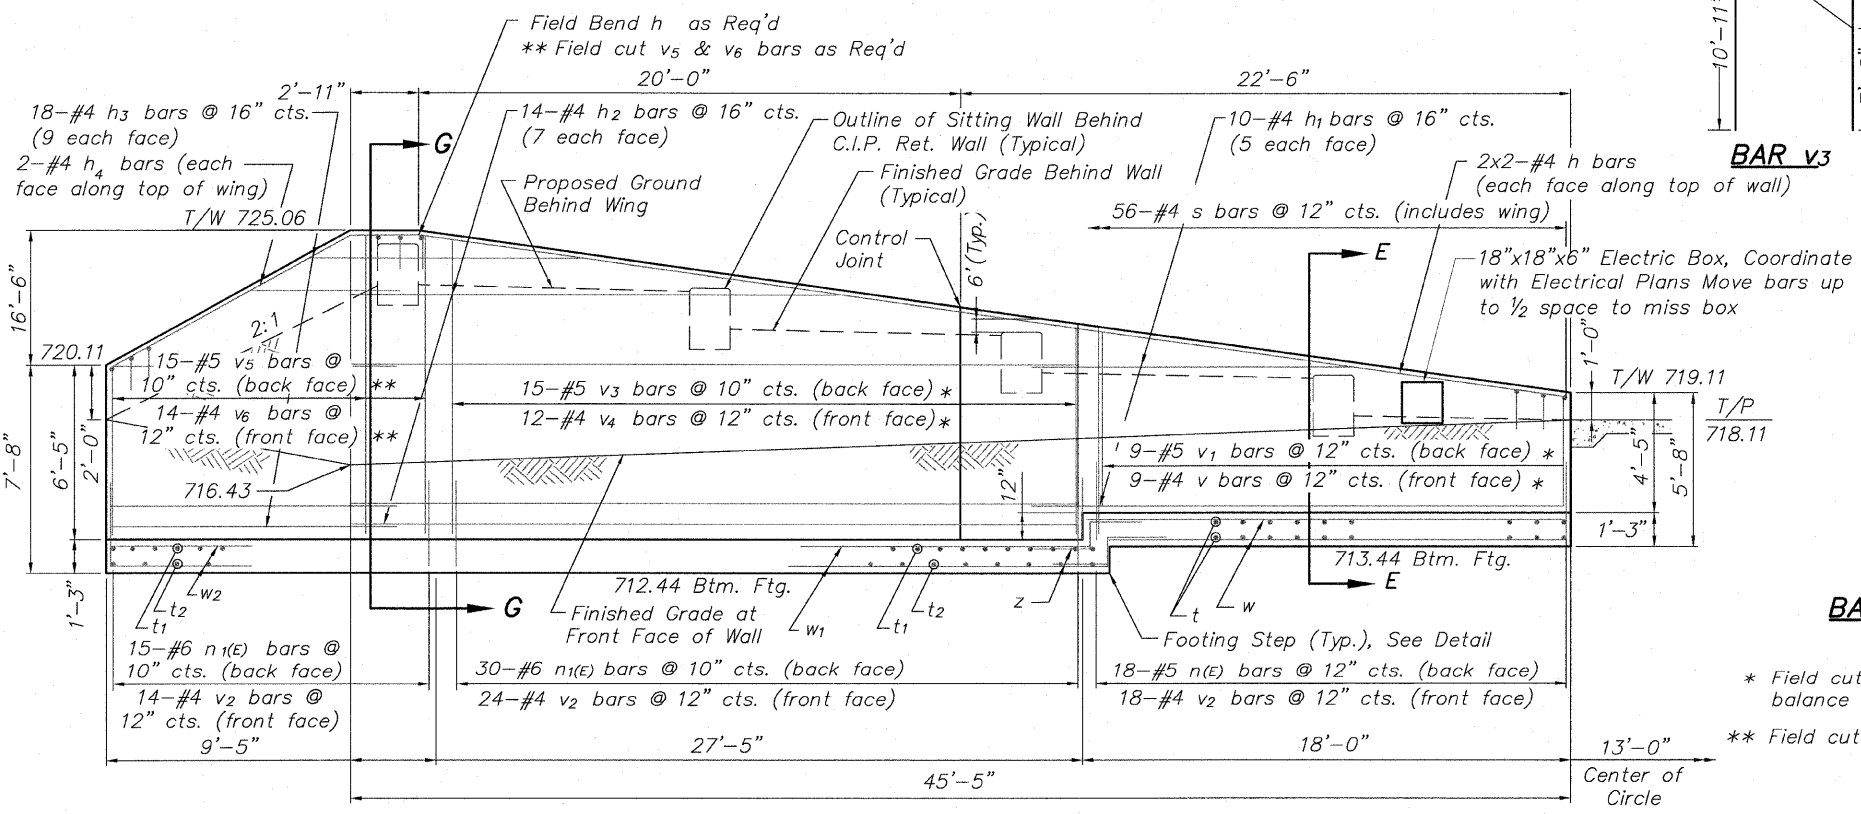 Field Bend h as Req'd
** Field cut v5 & v6 bars as Req'd
2'-11"
20'-0"
22'-6"
10'-11"
18-#4 h3 bars @ 16" cts.
(9 each face)
2-#4 h4 bars (each
face along top of wing)
T/W 725.06
G
14-#4 h2 bars @ 16" cts.
(7 each face)
Outline of Sitting Wall Behind
C.I.P. Ret. Wall (Typical)
10-#4 h1 bars @ 16" cts.
(5 each face)
BAR v3
2x2-#4 h bars
(each face along top of wall)
Proposed Ground
Behind Wing
Finished Grade Behind Wall
(Typical)
56-#4 s bars @ 12" cts. (includes wing)
Control
Joint
6' (Typ.)
E
18"x18"x6" Electric Box, Coordinate
with Electrical Plans Move bars up
to ½ space to miss box
16'-6"
2:1
720.11
1'-0"
T/W 719.11
T/P
718.11
15-#5 v5 bars @
10" cts. (back face) **
14-#4 v6 bars @
12" cts. (front face) **
15-#5 v3 bars @ 10" cts. (back face) *
12-#4 v4 bars @ 12" cts. (front face) *
9-#5 v1 bars @ 12" cts. (back face) *
9-#4 v bars @ 12" cts. (front face) *
7'-8"
6'-5"
2'-0"
716.43
12"
4'-5"
5'-8"
1'-3"
1'-3"
712.44 Btm. Ftg.
713.44 Btm. Ftg.
E
G
w2
t2
t1
Finished Grade at
Front Face of Wall
w1
t1
t2
z
t
w
Footing Step (Typ.), See Detail
BA
15-#6 n1(E) bars @
10" cts. (back face)
14-#4 v2 bars @
12" cts. (front face)
30-#6 n1(E) bars @ 10" cts. (back face)
24-#4 v2 bars @ 12" cts. (front face)
18-#5 n(E) bars @ 12" cts. (back face)
18-#4 v2 bars @ 12" cts. (front face)
* Field cut
balance
** Field cut
9'-5"
27'-5"
18'-0"
13'-0"
45'-5"
Center of
Circle